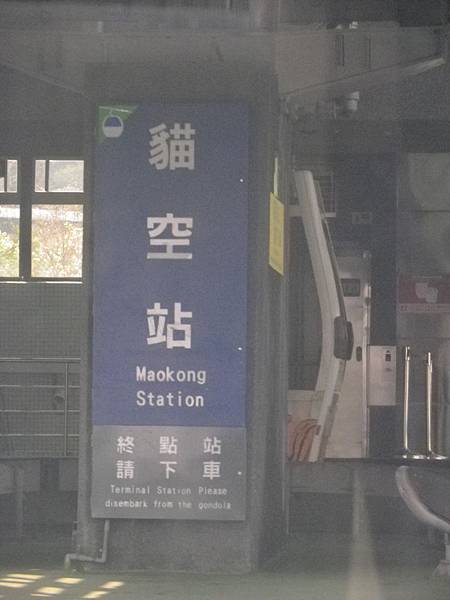 貓空站
Maokong
Station
終點站
請下車
Terminal Station Please
disembark from the gondola